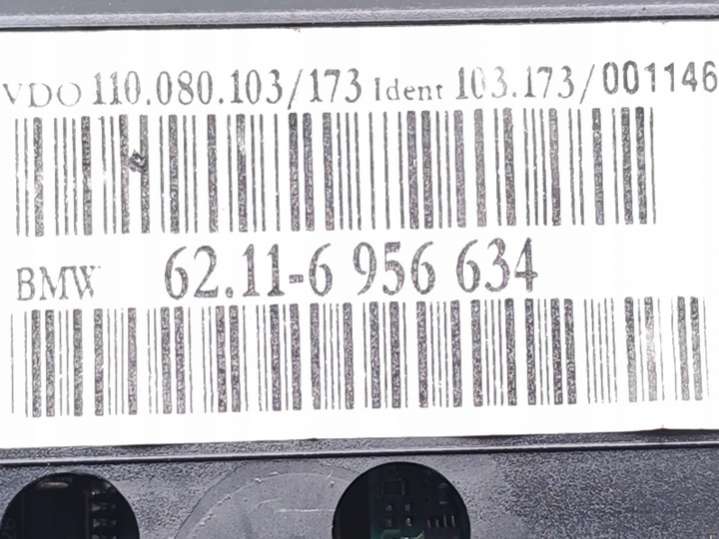 VDO 110.080.103/173 Ident 103.173/001146
BMW 62.11-6 956 634